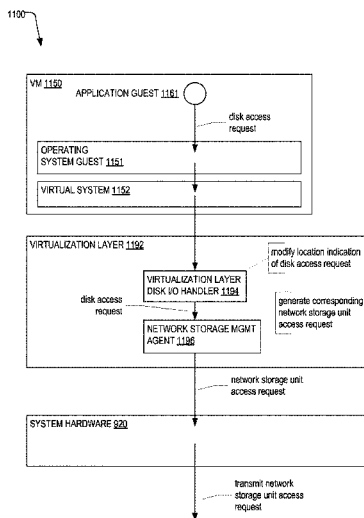 1100
VM 1150
APPLICATION GUEST 1161
disk access
request
OPERATING
SYSTEM GUEST 1151
VIRTUAL SYSTEM 1152
VIRTUALIZATION LAYER 1192
modify location indication
of disk access request
VIRTUALIZATION LAYER
DISK I/O HANDLER 1194
disk access
request
generate corresponding
network storage unit
access request
NETWORK STORAGE MGMT
AGENT 1196
network storage unit
access request
SYSTEM HARDWARE 920
transmit network
storage unit access
request